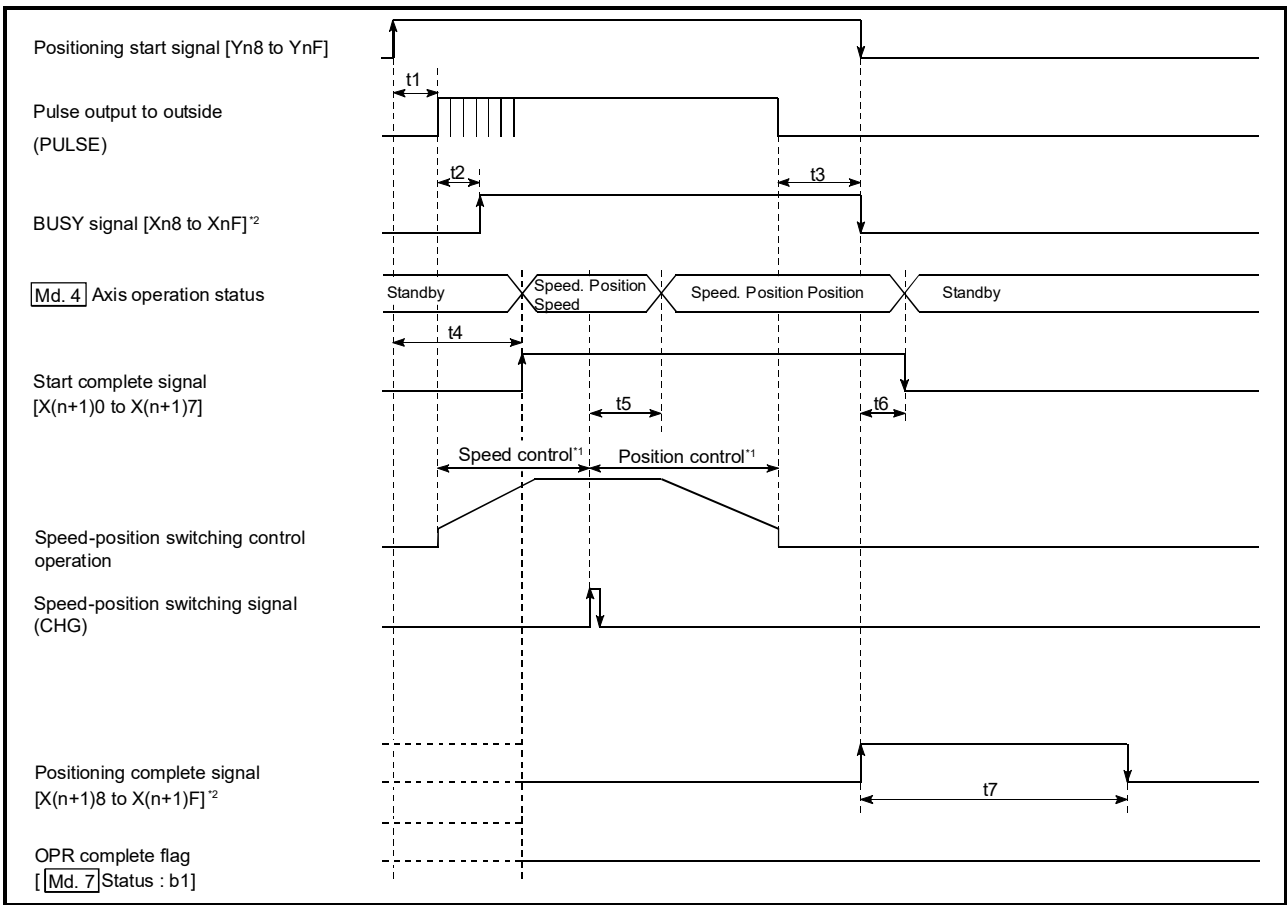 Positioning start signal [Yn8 to YnF]
t1
Pulse output to outside
(PULSE)
t2
t3
BUSY signal [Xn8 to XnF]*2
Md. 4 Axis operation status
Standby
Speed. Position
Speed
Speed. Position Position
Standby
t4
Start complete signal
[X(n+1)0 to X(n+1)7]
t5
t6
Speed control*1
Position control*1
Speed-position switching control
operation
Speed-position switching signal
(CHG)
Positioning complete signal
[X(n+1)8 to X(n+1)F]*2
t7
OPR complete flag
[ Md. 7 Status : b1]